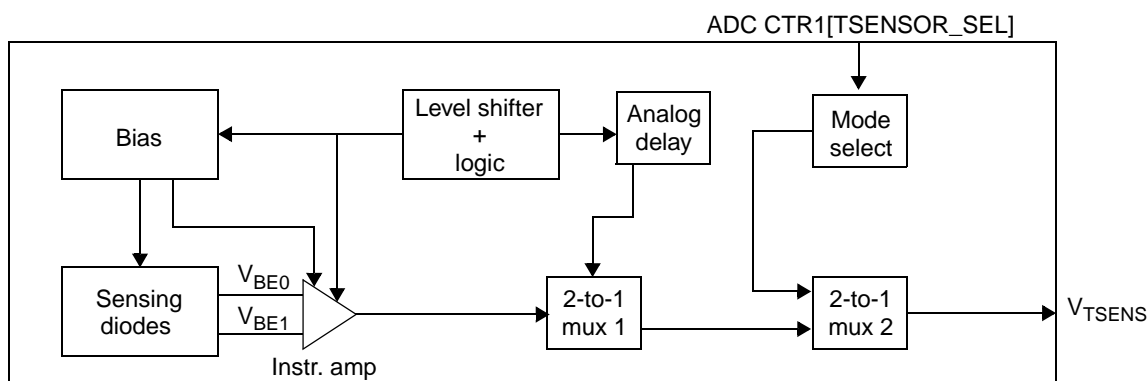 ADC CTR1[TSENSOR_SEL]
Bias
Level shifter
+
logic
Analog
delay
Mode
select
Sensing
diodes
VBE0
VBE1
Instr. amp
2-to-1
mux 1
2-to-1
mux 2
VTSENS